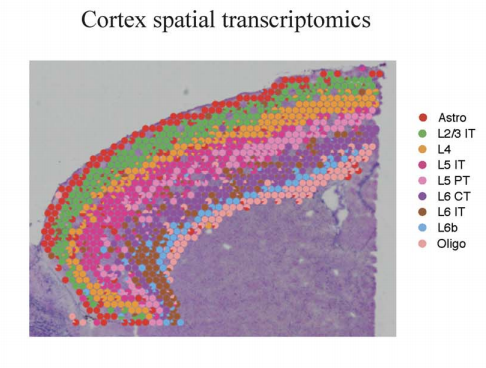 Cortex spatial transcriptomics
Astro
L2/3 IT
L4
L5 IT
L5 PT
L6 CT
L6 IT
L6b
Oligo